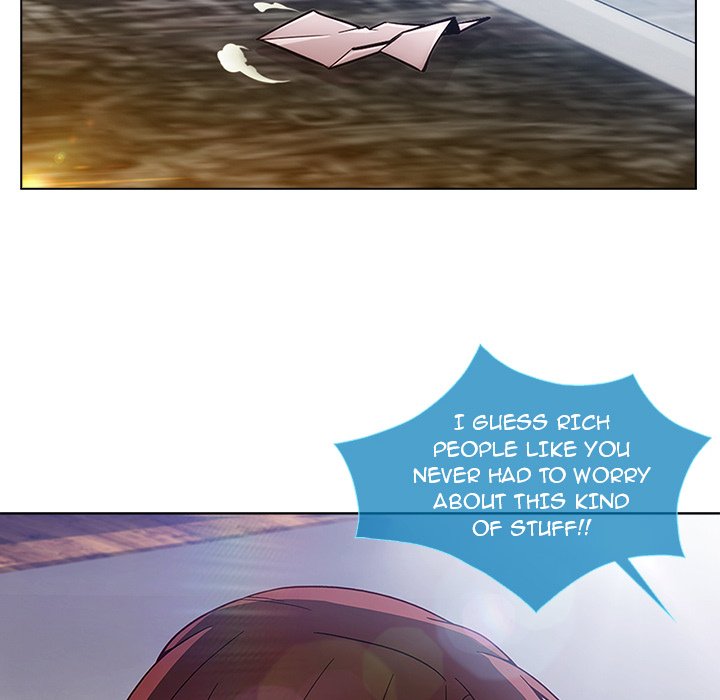 I GUESS RICH
PEOPLE LIKE YOU
NEVER HAD TO WORRY
ABOUT THIS KIND
OF STUFF!!